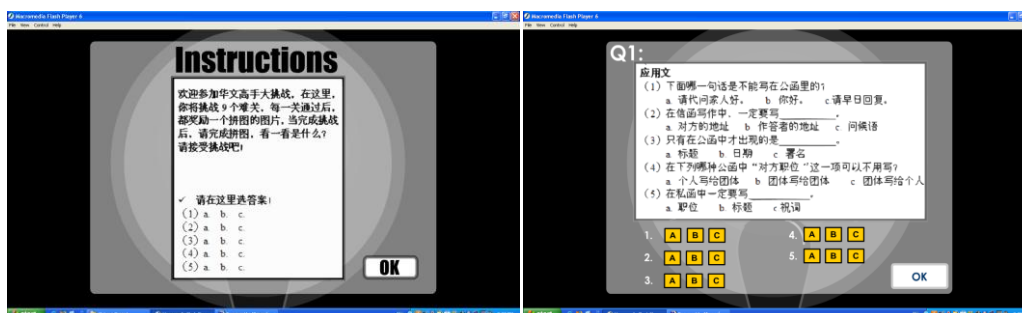 Macromedia Flash Player 6
File View Control Help
Instructions
欢迎参加华文高手大挑战。在这里，
你将挑战 9 个难关，每一关通过后，
都奖励一个拼图的图片，当完成挑战
后，请完成拼图，看一看是什么？
请接受挑战吧！
✓ 请在这里选答案！
(1) a. b. c.
(2) a. b. c.
(3) a. b. c.
(4) a. b. c.
(5) a. b. c.
OK
Macromedia Flash Player 6
File View Control Help
Q1:
应用文
(1) 下面哪一句话是不能写在公函里的？
a. 请代问家人好。 b 你好。 c.请早日回复。
(2) 在信函写作中，一定要写________。
a. 对方的地址 b 作答者的地址 c. 问候语
(3) 只有在公函中才出现的是________。
a 标题 b. 日期 c 署名
(4) 在下列哪种公函中“对方职位”这一项可以不用写？
a. 个人写给团体 b 团体写给团体 c 团体写给个人
(5) 在私函中一定要写________。
a. 职位 b. 标题 c 祝词
1. A B C
2. A B C
3. A B C
4. A B C
5. A B C
OK